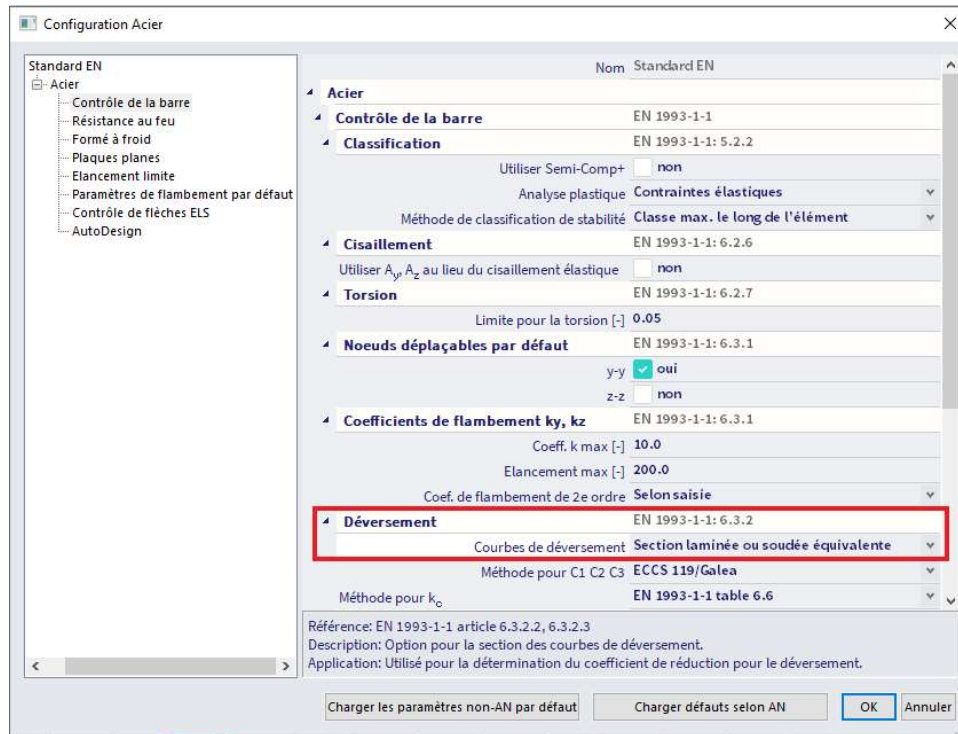 Configuration Acier
Standard EN
Acier
Contrôle de la barre
Résistance au feu
Formé à froid
Plaques planes
Elancement limite
Paramètres de flambement par défaut
Contrôle de flèches ELS
AutoDesign
Nom Standard EN
Acier
Contrôle de la barre EN 1993-1-1
Classification EN 1993-1-1: 5.2.2
Utiliser Semi-Comp+ non
Analyse plastique Contraintes élastiques
Méthode de classification de stabilité Classe max. le long de l'élément
Cisaillement EN 1993-1-1: 6.2.6
Utiliser Ay, Az au lieu du cisaillement élastique non
Torsion EN 1993-1-1: 6.2.7
Limite pour la torsion [-] 0.05
Noeuds déplaçables par défaut EN 1993-1-1: 6.3.1
y-y oui
z-z non
Coefficients de flambement ky, kz EN 1993-1-1: 6.3.1
Coeff. k max [-] 10.0
Elancement max [-] 200.0
Coef. de flambement de 2e ordre Selon saisie
Déversement EN 1993-1-1: 6.3.2
Courbes de déversement Section laminée ou soudée équivalente
Méthode pour C1 C2 C3 ECCS 119/Galea
Méthode pour kc EN 1993-1-1 table 6.6
Référence: EN 1993-1-1 article 6.3.2.2, 6.3.2.3
Description: Option pour la section des courbes de déversement.
Application: Utilisé pour la détermination du coefficient de réduction pour le déversement.
Charger les paramètres non-AN par défaut Charger défauts selon AN OK Annuler